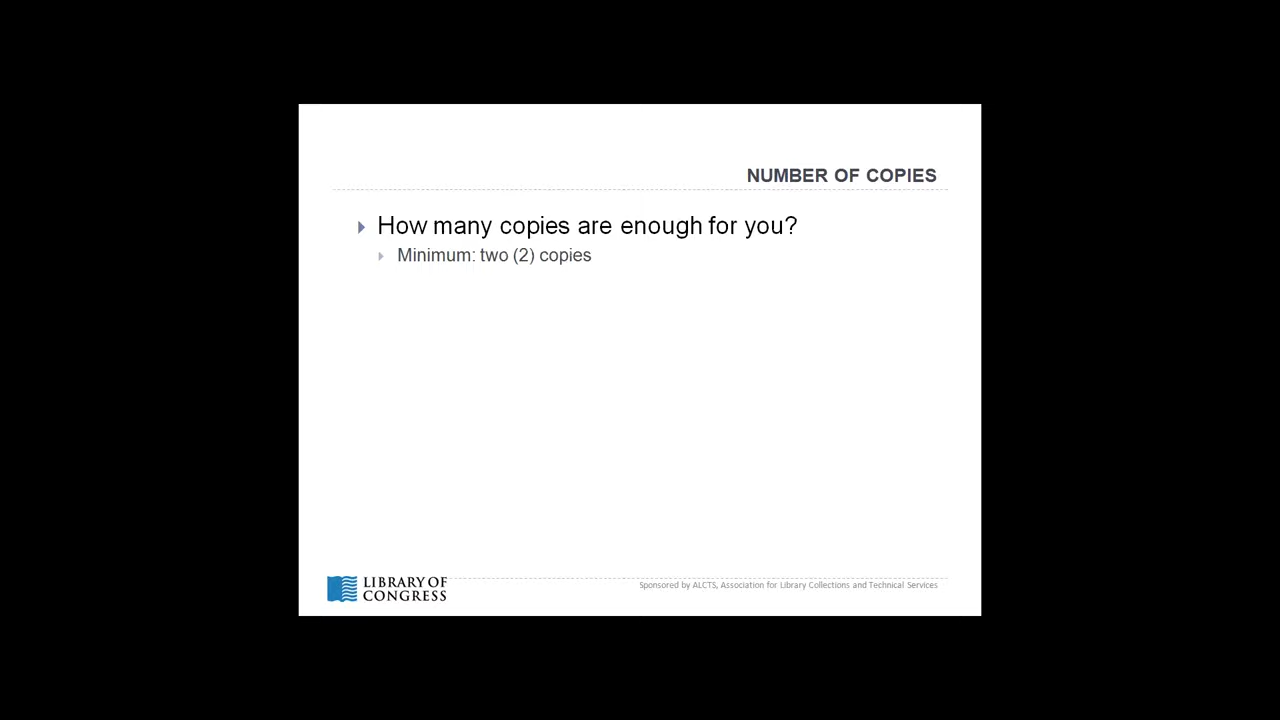 NUMBER OF COPIES
How many copies are enough for you?
Minimum: two (2) copies
LIBRARY OF
CONGRESS
Sponsored by ALCTS, Association for Library Collections and Technical Services